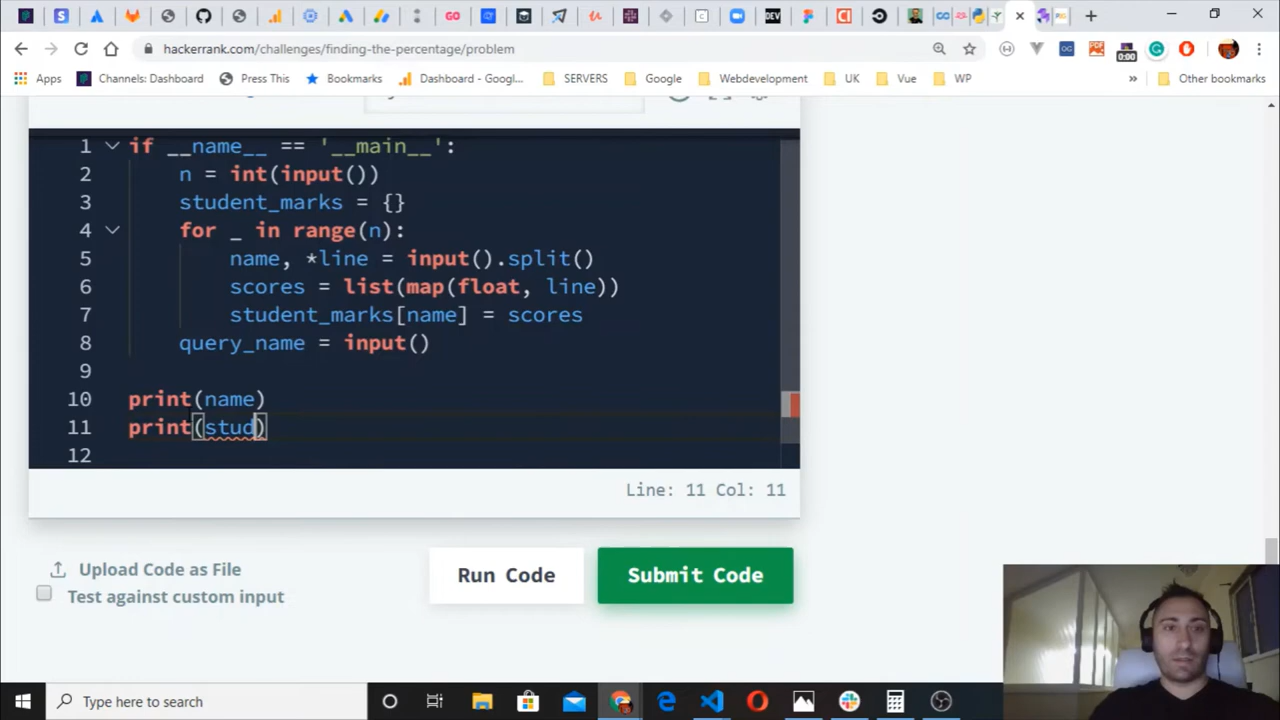 GO
DEV
hackerrank.com/challenges/finding-the-percentage/problem
0:00
Apps Channels: Dashboard Press This Bookmarks Dashboard - Googl... SERVERS Google Webdevelopment UK Vue WP » Other bookmarks
1 if __name__ == '__main__':
2 n = int(input())
3 student_marks = {}
4 for _ in range(n):
5 name, *line = input().split()
6 scores = list(map(float, line))
7 student_marks[name] = scores
8 query_name = input()
9
10 print(name)
11 print(stud)
12
Line: 11 Col: 11
Upload Code as File
Run Code
Submit Code
Test against custom input
Type here to search